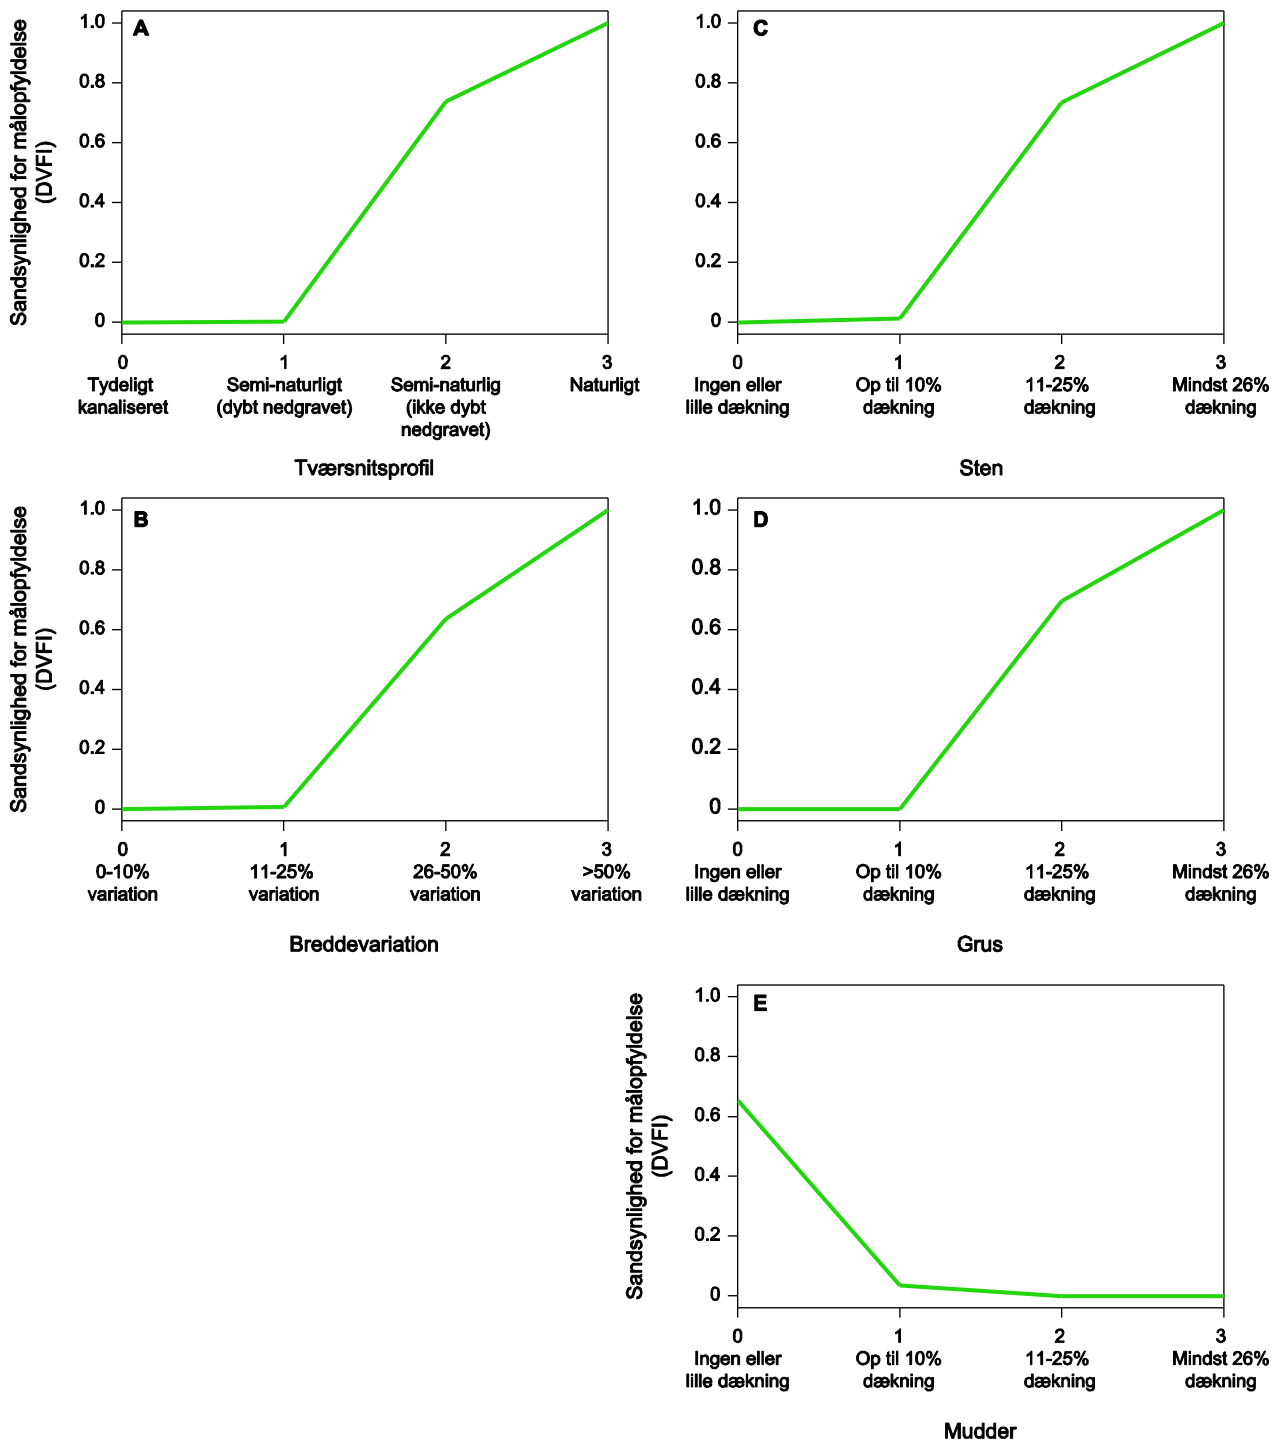 A
Sandsynlighed for målopfyldelse
(DVFI)
1.0
0.8
0.6
0.4
0.2
0
0 1 2 3
Tydeligt Semi-naturligt Semi-naturlig Naturligt
kanaliseret (dybt nedgravet) (ikke dybt
nedgravet)
Tværsnitsprofil
C
1.0
0.8
0.6
0.4
0.2
0
0 1 2 3
Ingen eller Op til 10% 11-25% Mindst 26%
lille dækning dækning dækning dækning
Sten
B
Sandsynlighed for målopfyldelse
(DVFI)
1.0
0.8
0.6
0.4
0.2
0
0 1 2 3
0-10% 11-25% 26-50% >50%
variation variation variation variation
Breddevariation
D
1.0
0.8
0.6
0.4
0.2
0
0 1 2 3
Ingen eller Op til 10% 11-25% Mindst 26%
lille dækning dækning dækning dækning
Grus
E
Sandsynlighed for målopfyldelse
(DVFI)
1.0
0.8
0.6
0.4
0.2
0
0 1 2 3
Ingen eller Op til 10% 11-25% Mindst 26%
lille dækning dækning dækning dækning
Mudder